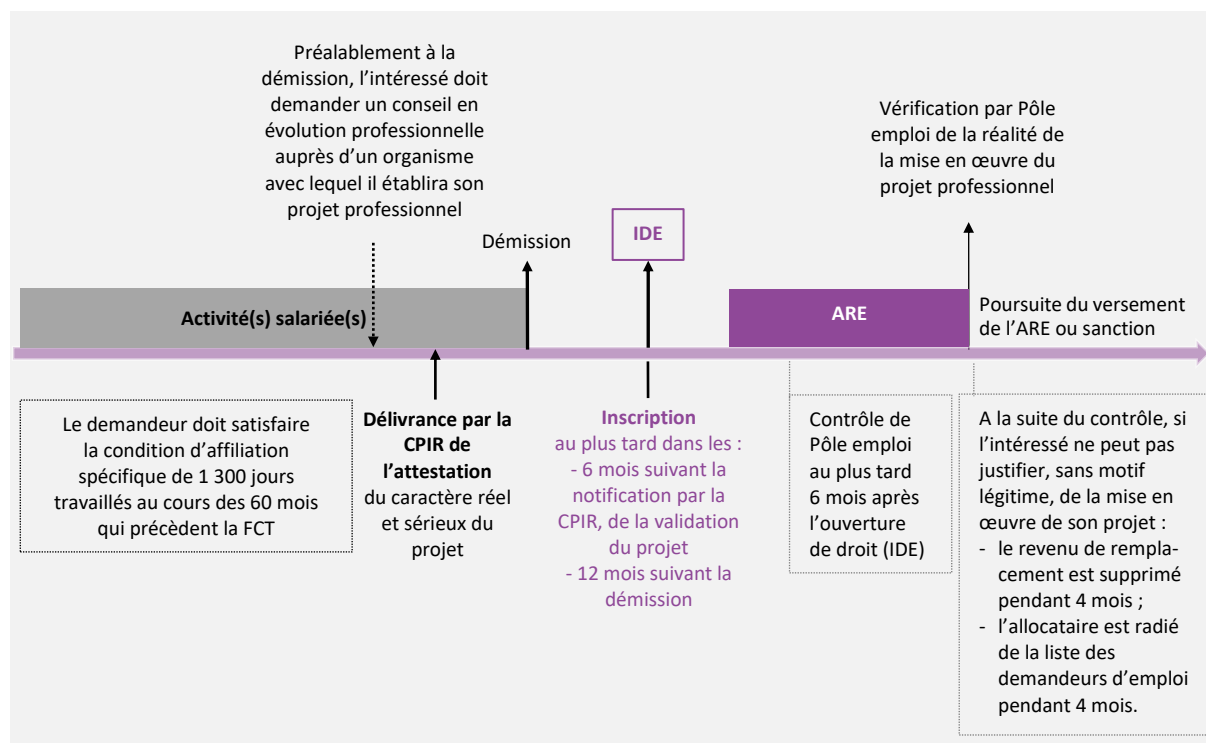 Préalablement à la
démission, l’intéressé doit
demander un conseil en
évolution professionnelle
auprès d’un organisme
avec lequel il établira son
projet professionnel
Démission
IDE
Vérification par Pôle
emploi de la réalité de
la mise en œuvre du
projet professionnel
Activité(s) salariée(s)
ARE
Poursuite du versement
de l’ARE ou sanction
Le demandeur doit satisfaire
la condition d’affiliation
spécifique de 1 300 jours
travaillés au cours des 60 mois
qui précèdent la FCT
Délivrance par la
CPIR de
l’attestation
du caractère réel
et sérieux du
projet
Inscription
au plus tard dans les :
- 6 mois suivant la
notification par la
CPIR, de la validation
du projet
- 12 mois suivant la
démission
Contrôle de
Pôle emploi
au plus tard
6 mois après
l’ouverture
de droit (IDE)
A la suite du contrôle, si
l’intéressé ne peut pas
justifier, sans motif
légitime, de la mise en
œuvre de son projet :
- le revenu de rempla-
cement est supprimé
pendant 4 mois ;
- l’allocataire est radié
de la liste des
demandeurs d’emploi
pendant 4 mois.